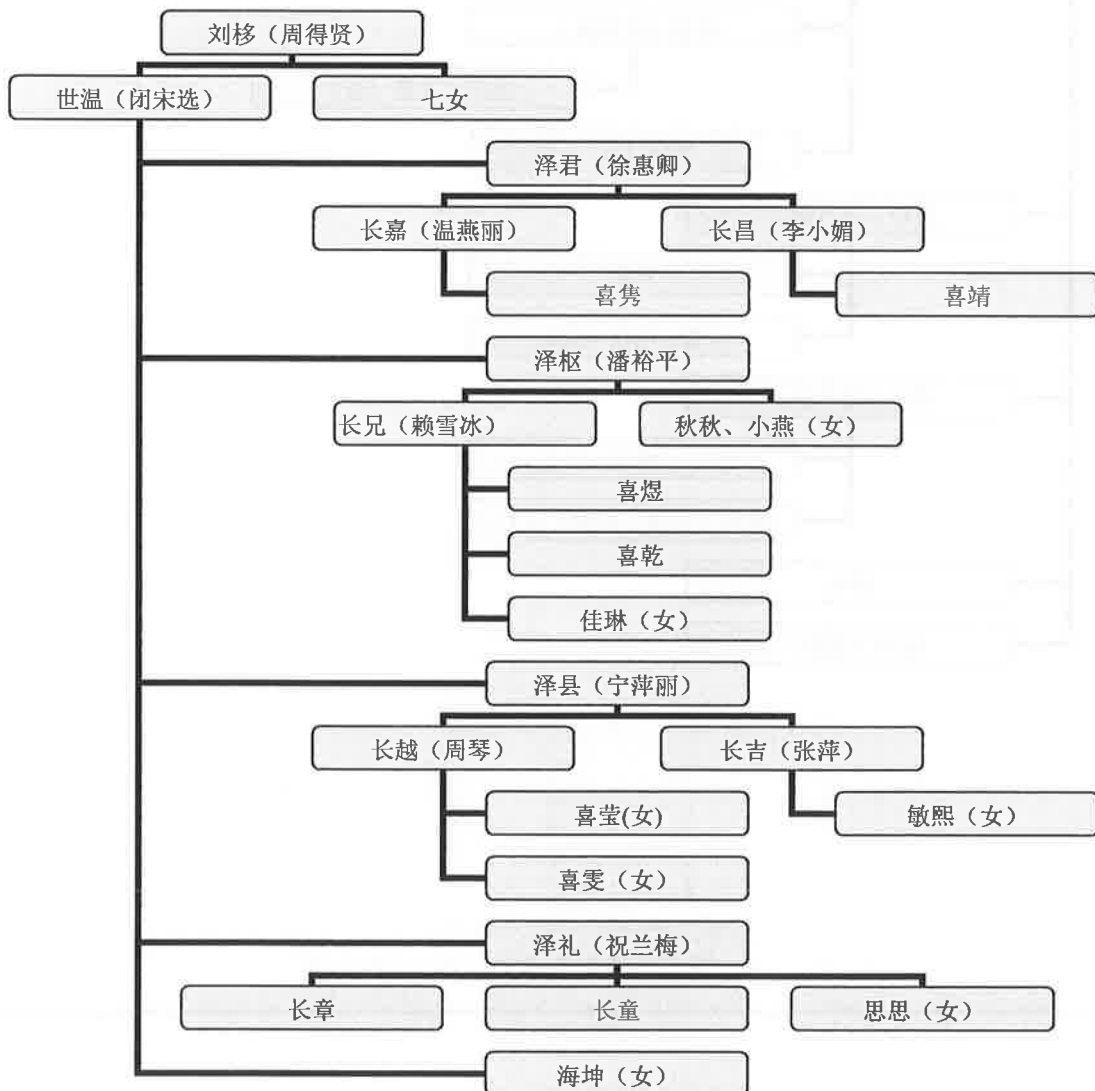 刘栘（周得贤）
世温（闭宋选）
七女
泽君（徐惠卿）
长嘉（温燕丽）
长昌（李小媚）
喜隽
喜靖
泽枢（潘裕平）
长兄（赖雪冰）
秋秋、小燕（女）
喜煜
喜乾
佳琳（女）
泽县（宁萍丽）
长越（周琴）
长吉（张萍）
喜莹(女)
敏熙（女）
喜雯（女）
泽礼（祝兰梅）
长章
长童
思思（女）
海坤（女）